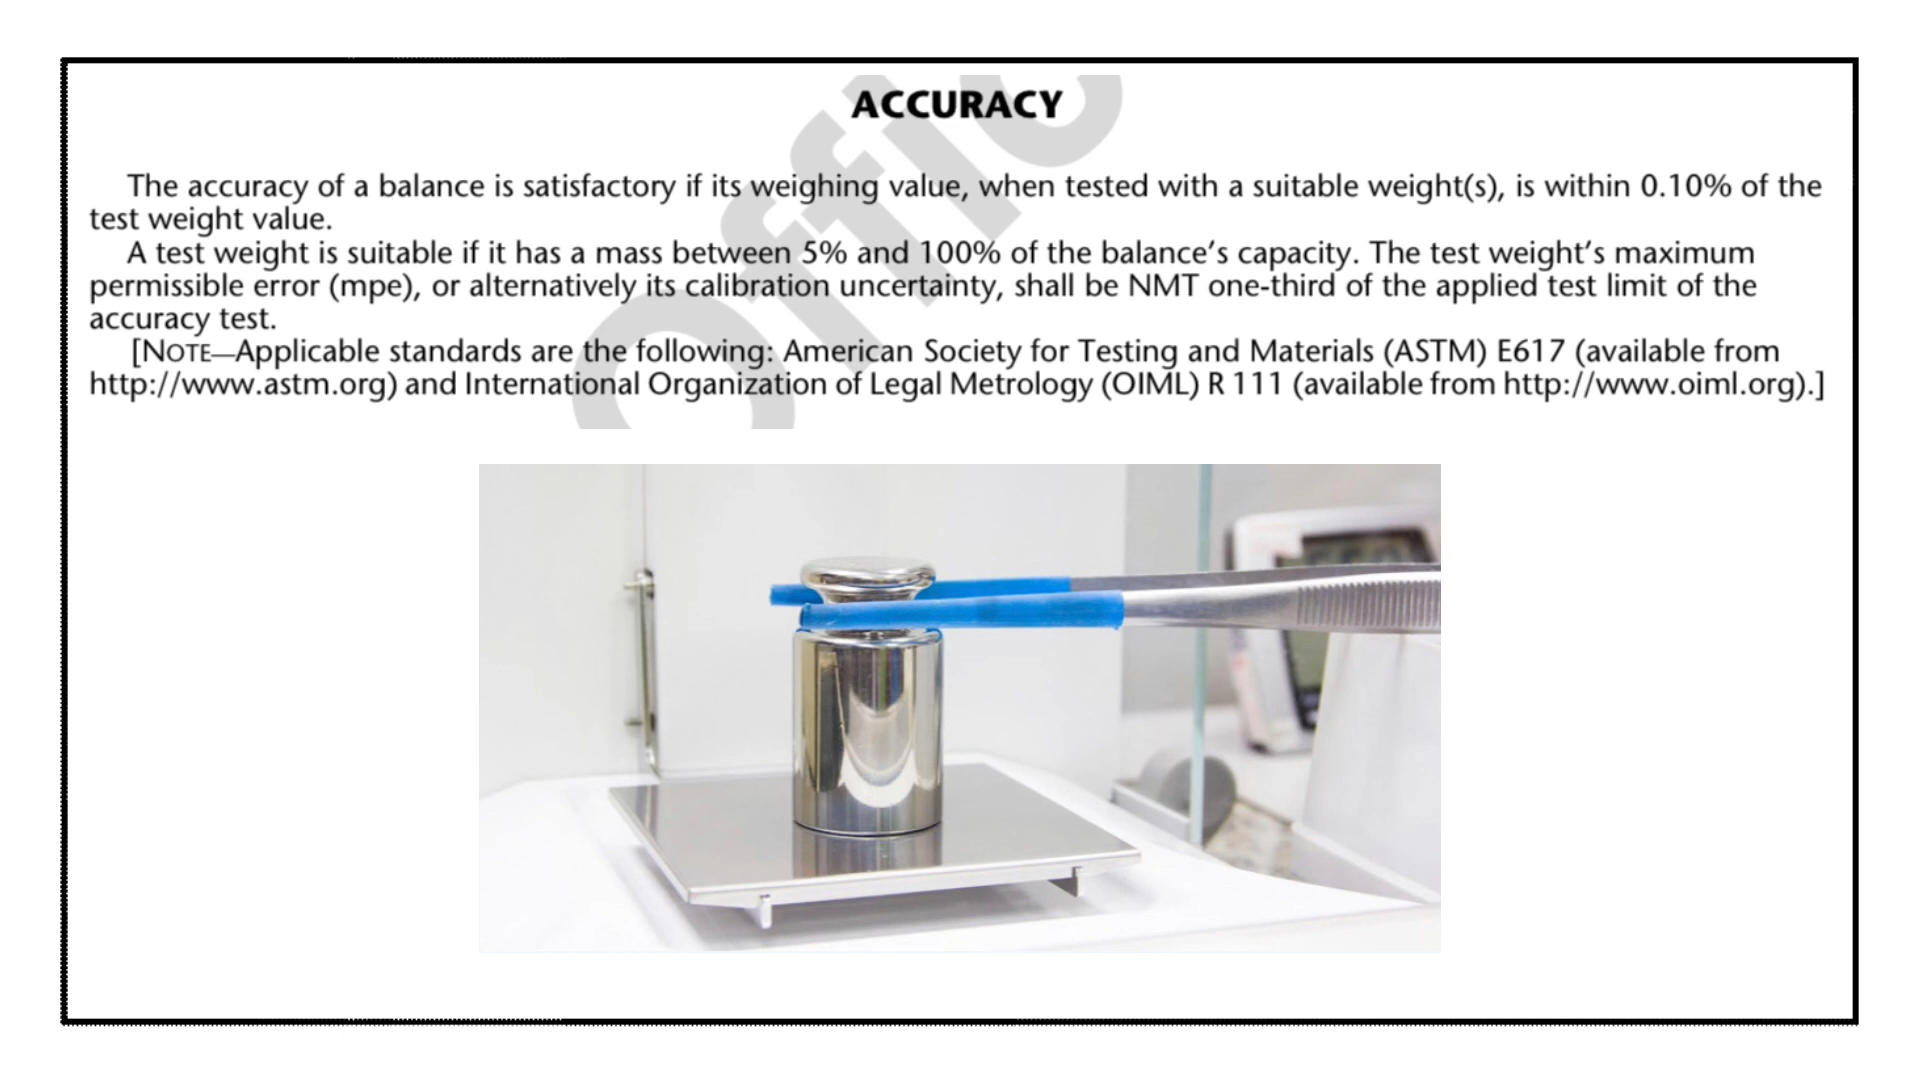 ACCURACY
The accuracy of a balance is satisfactory if its weighing value, when tested with a suitable weight(s), is within 0.10% of the
test weight value.
A test weight is suitable if it has a mass between 5% and 100% of the balance's capacity. The test weight's maximum
permissible error (mpe), or alternatively its calibration uncertainty, shall be NMT one-third of the applied test limit of the
accuracy test.
[NOTE—Applicable standards are the following: American Society for Testing and Materials (ASTM) E617 (available from
http://www.astm.org) and International Organization of Legal Metrology (OIML) R 111 (available from http://www.oiml.org).]